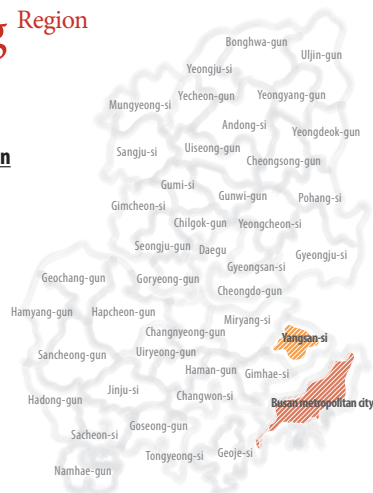 g Region
n
Bonghwa-gun
Uljin-gun
Yeongju-si
Yecheon-gun
Yeongyang-gun
Mungyeong-si
Andong-si
Yeongdeok-gun
Sangju-si
Uiseong-gun
Cheongsong-gun
Gumi-si
Gunwi-gun
Pohang-si
Gimcheon-si
Chilgok-gun
Yeongcheon-si
Seongju-gun
Daegu
Gyeongju-si
Gyeongsan-si
Geochang-gun
Goryeong-gun
Cheongdo-gun
Hamyang-gun
Hapcheon-gun
Miryang-si
Changnyeong-gun
Yangsan-si
Sancheong-gun
Uiryeong-gun
Haman-gun
Gimhae-si
Jinju-si
Changwon-si
Hadong-gun
Busan metropolitan city
Goseong-gun
Sacheon-si
Tongyeong-si
Geoje-si
Namhae-gun